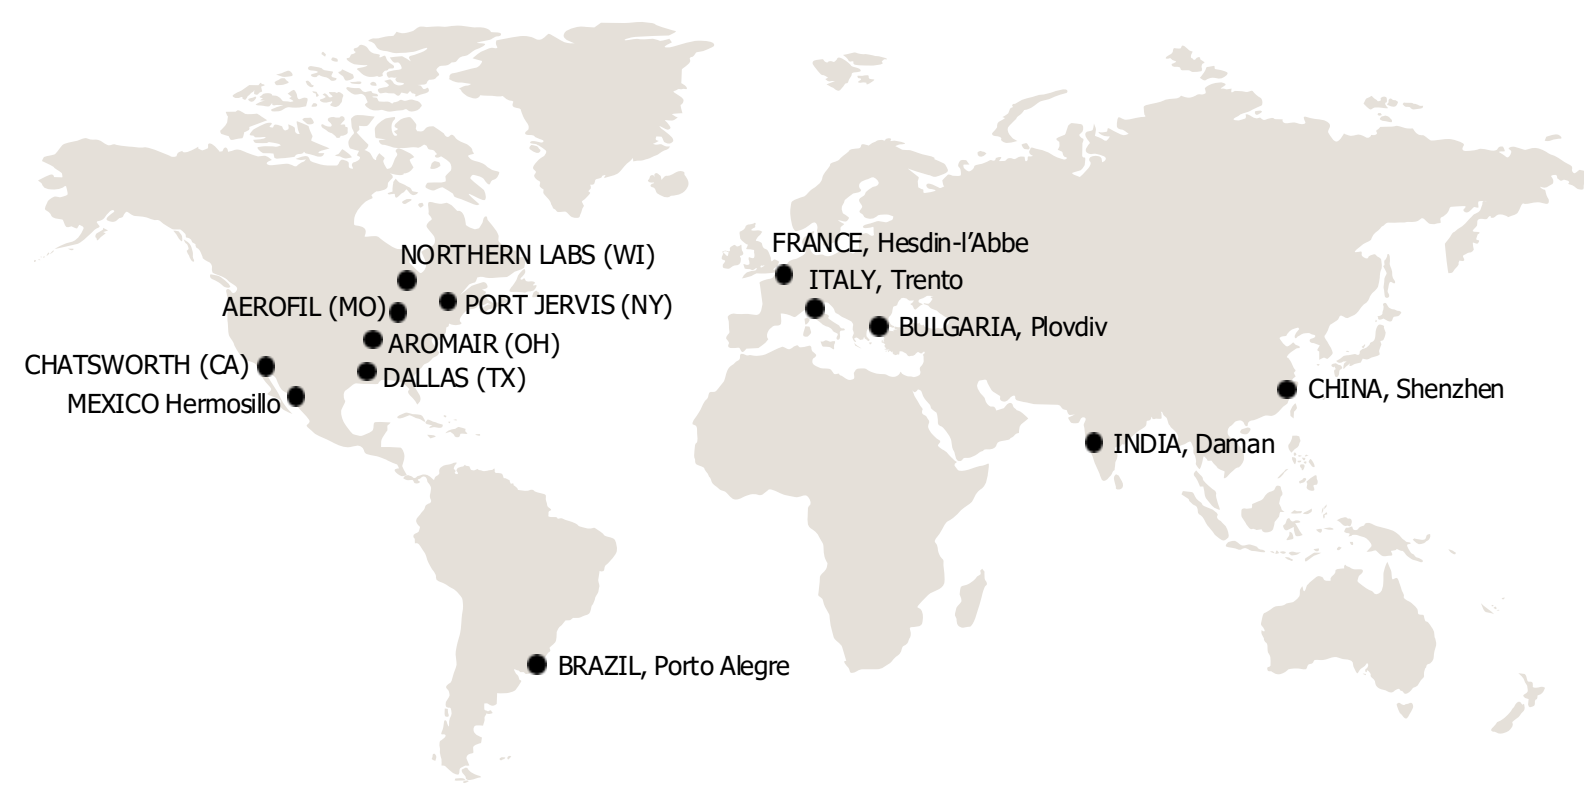 FRANCE, Hesdin-l’Abbe
NORTHERN LABS (WI)
ITALY, Trento
AEROFIL (MO)
PORT JERVIS (NY)
BULGARIA, Plovdiv
AROMAIR (OH)
CHATSWORTH (CA)
DALLAS (TX)
CHINA, Shenzhen
MEXICO Hermosillo
INDIA, Daman
BRAZIL, Porto Alegre